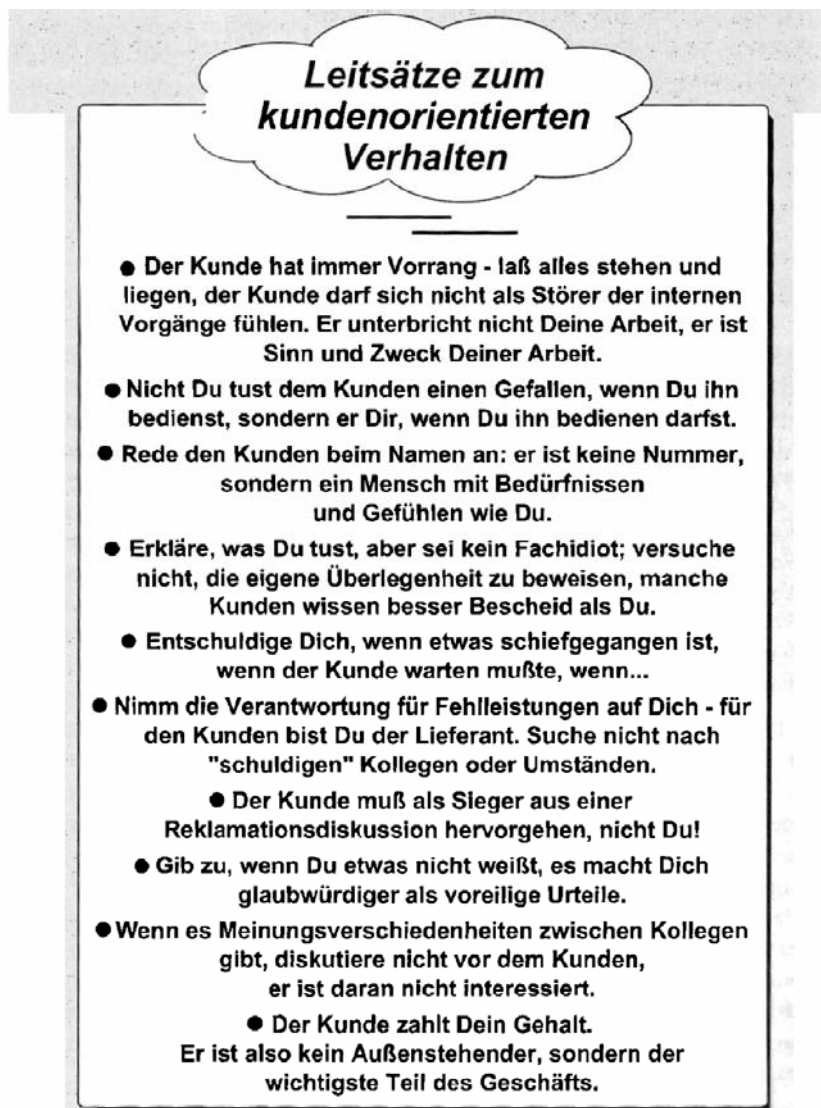 Leitsätze zum
kundenorientierten
Verhalten
● Der Kunde hat immer Vorrang - laß alles stehen und
liegen, der Kunde darf sich nicht als Störer der internen
Vorgänge fühlen. Er unterbricht nicht Deine Arbeit, er ist
Sinn und Zweck Deiner Arbeit.
● Nicht Du tust dem Kunden einen Gefallen, wenn Du ihn
bedienst, sondern er Dir, wenn Du ihn bedienen darfst.
● Rede den Kunden beim Namen an: er ist keine Nummer,
sondern ein Mensch mit Bedürfnissen
und Gefühlen wie Du.
● Erkläre, was Du tust, aber sei kein Fachidiot; versuche
nicht, die eigene Überlegenheit zu beweisen, manche
Kunden wissen besser Bescheid als Du.
● Entschuldige Dich, wenn etwas schiefgegangen ist,
wenn der Kunde warten mußte, wenn...
● Nimm die Verantwortung für Fehlleistungen auf Dich - für
den Kunden bist Du der Lieferant. Suche nicht nach
"schuldigen" Kollegen oder Umständen.
● Der Kunde muß als Sieger aus einer
Reklamationsdiskussion hervorgehen, nicht Du!
● Gib zu, wenn Du etwas nicht weißt, es macht Dich
glaubwürdiger als voreilige Urteile.
● Wenn es Meinungsverschiedenheiten zwischen Kollegen
gibt, diskutiere nicht vor dem Kunden,
er ist daran nicht interessiert.
● Der Kunde zahlt Dein Gehalt.
Er ist also kein Außenstehender, sondern der
wichtigste Teil des Geschäfts.